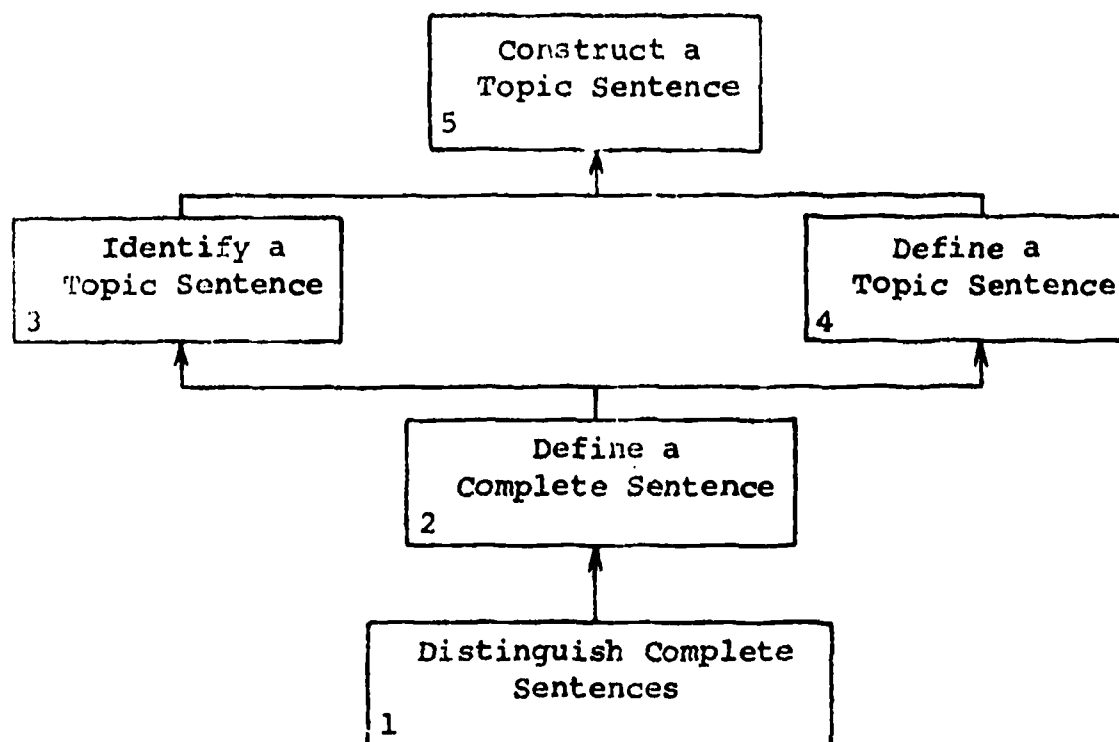 Construct a
Topic Sentence
5
Identify a
Topic Sentence
3
Define a
Topic Sentence
4
Define a
Complete Sentence
2
Distinguish Complete
Sentences
1